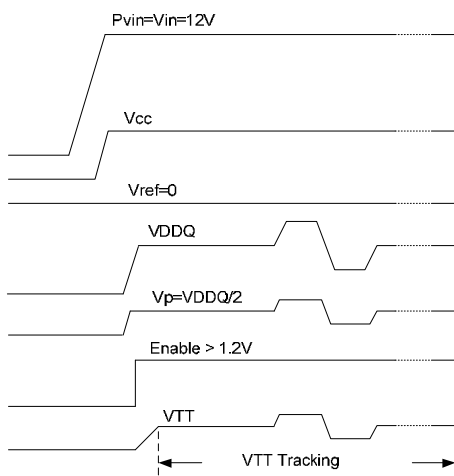 Pvin=Vin=12V
Vcc
Vref=0
VDDQ
Vp=VDDQ/2
Enable > 1.2V
VTT
VTT Tracking